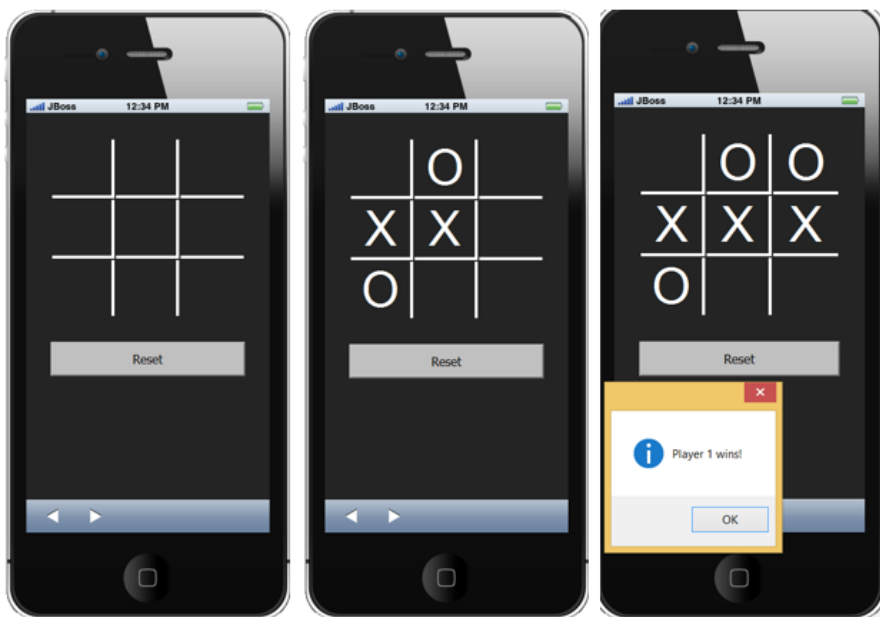 JBoss 12:34 PM
Reset
JBoss 12:34 PM
O
X X
O
Reset
JBoss 12:34 PM
O O
X X X
O
Reset
Player 1 wins!
OK